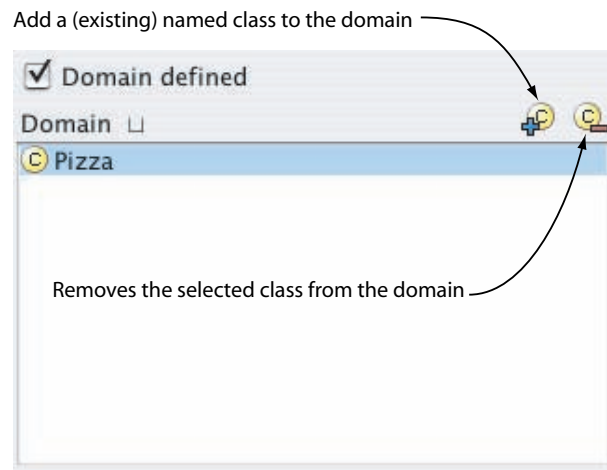 Add a (existing) named class to the domain
Domain defined
Domain ⊔
C
C
C Pizza
Removes the selected class from the domain